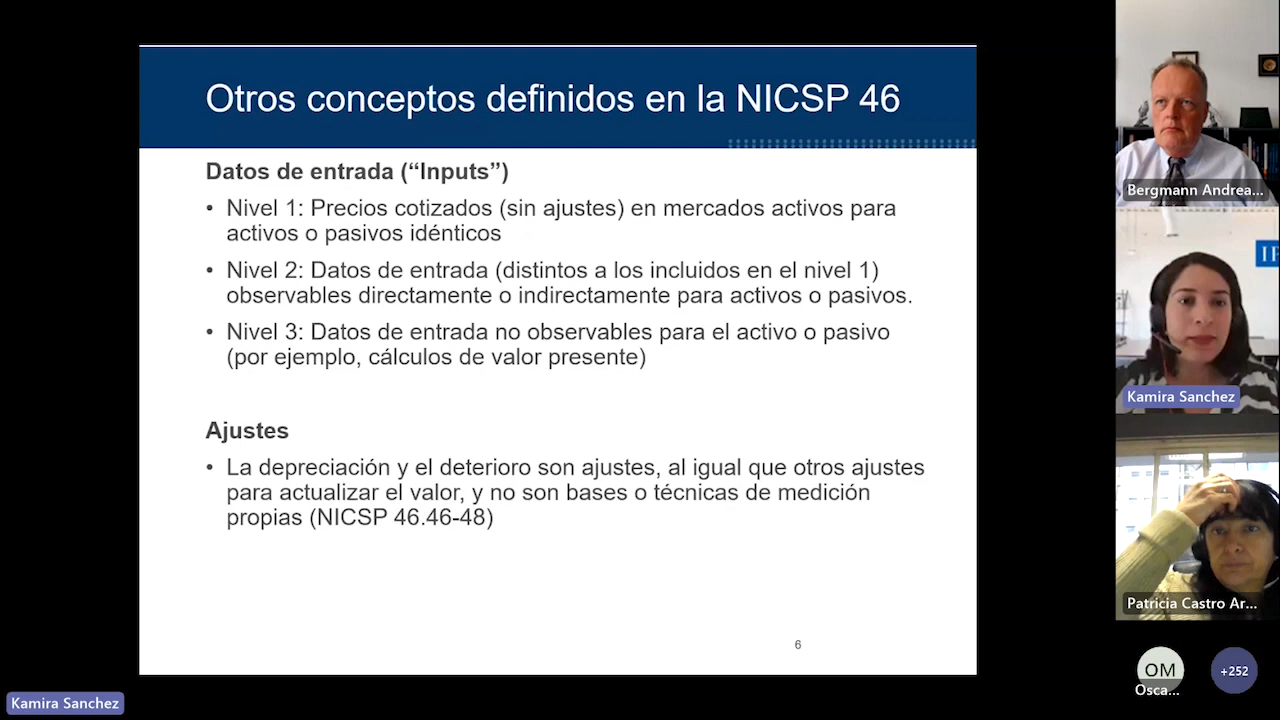 Otros conceptos definidos en la NICSP 46
Datos de entrada (“Inputs”)
• Nivel 1: Precios cotizados (sin ajustes) en mercados activos para
activos o pasivos idénticos
• Nivel 2: Datos de entrada (distintos a los incluidos en el nivel 1)
observables directamente o indirectamente para activos o pasivos.
• Nivel 3: Datos de entrada no observables para el activo o pasivo
(por ejemplo, cálculos de valor presente)
Ajustes
• La depreciación y el deterioro son ajustes, al igual que otros ajustes
para actualizar el valor, y no son bases o técnicas de medición
propias (NICSP 46.46-48)
6
Bergmann Andrea...
Kamira Sanchez
Patricia Castro Ar...
OM
Osca...
+252
Kamira Sanchez